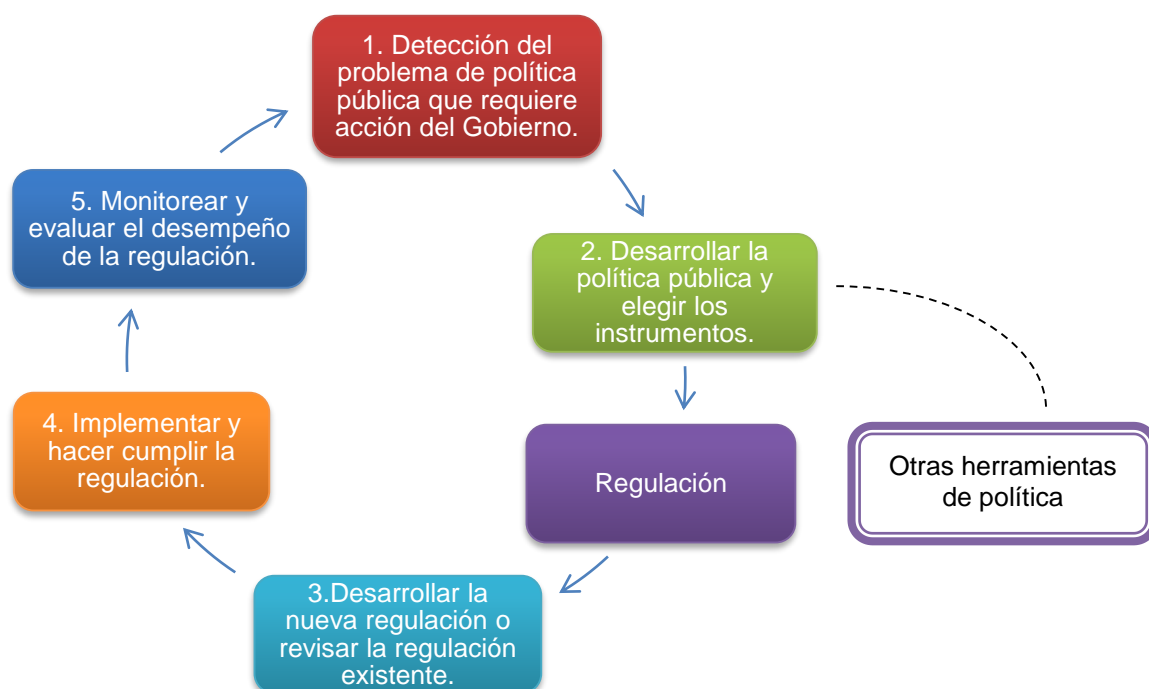 1. Detección del
problema de política
pública que requiere
acción del Gobierno.
2. Desarrollar la
política pública y
elegir los
instrumentos.
Regulación
Otras herramientas
de política
3.Desarrollar la
nueva regulación o
revisar la regulación
existente.
4. Implementar y
hacer cumplir la
regulación.
5. Monitorear y
evaluar el desempeño
de la regulación.